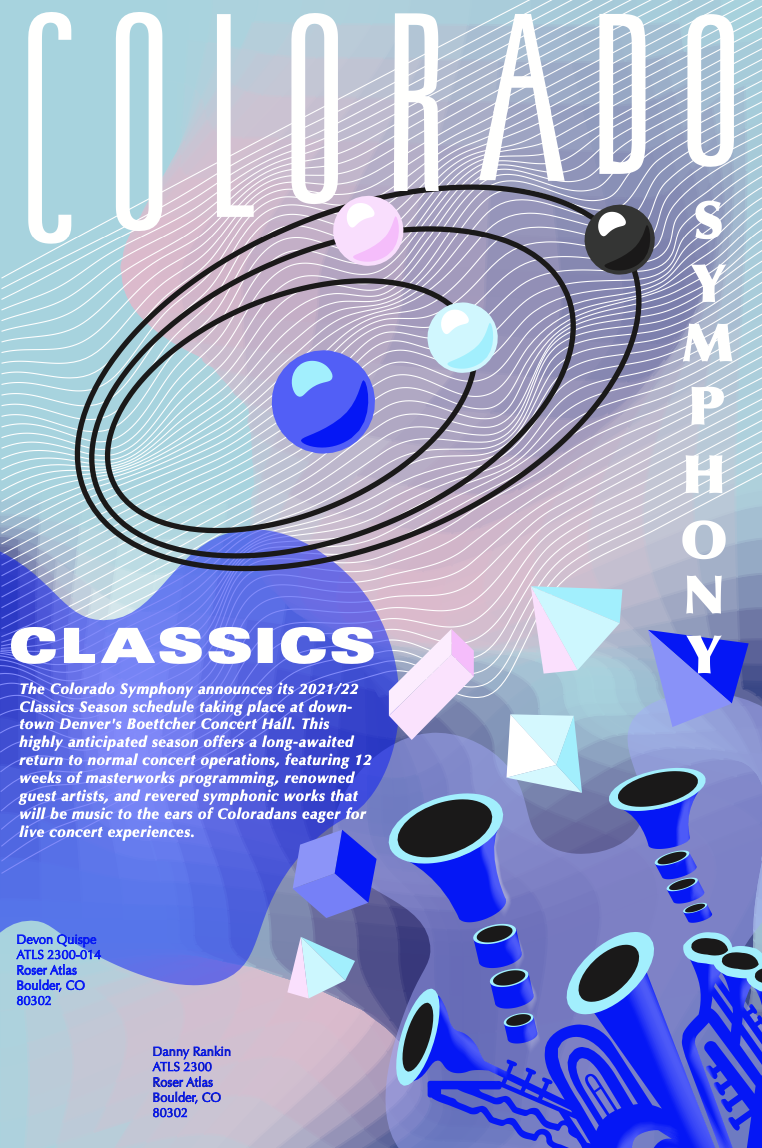 COLORADO
SYMPHONY
CLASSICS
The Colorado Symphony announces its 2021/22
Classics Season schedule taking place at down-
town Denver's Boettcher Concert Hall. This
highly anticipated season offers a long-awaited
return to normal concert operations, featuring 12
weeks of masterworks programming, renowned
guest artists, and revered symphonic works that
will be music to the ears of Coloradans eager for
live concert experiences.
Devon Quispe
ATLS 2300-014
Roser Atlas
Boulder, CO
80302
Danny Rankin
ATLS 2300
Roser Atlas
Boulder, CO
80302